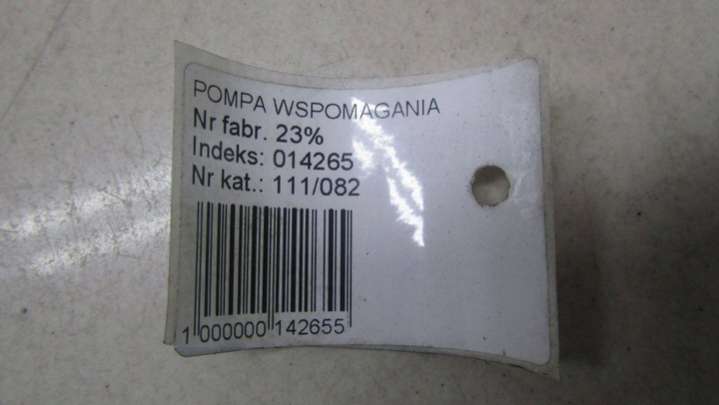 POMPA WSPOMAGANIA
Nr fabr. 23%
Indeks: 014265
Nr kat.: 111/082
1 000000 142655